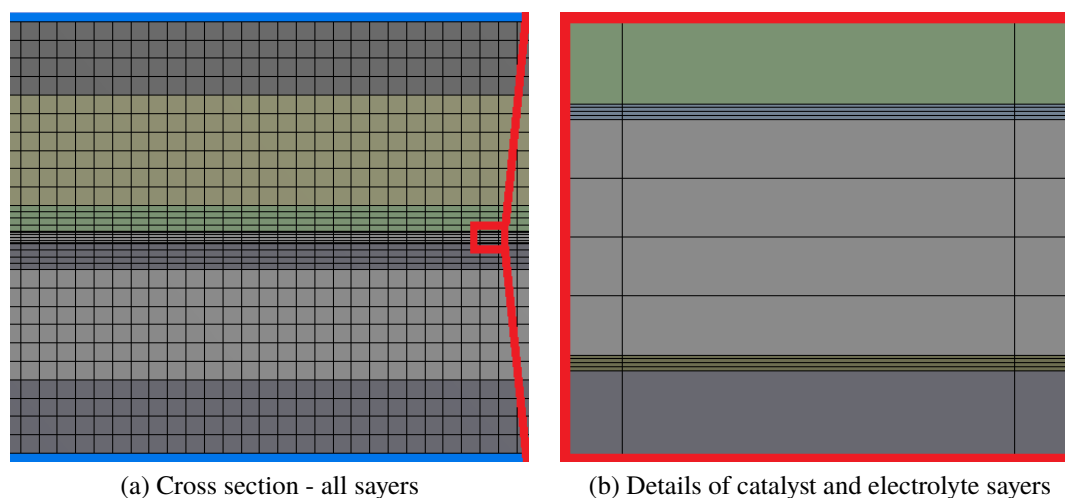 (a) Cross section - all sayers
(b) Details of catalyst and electrolyte sayers